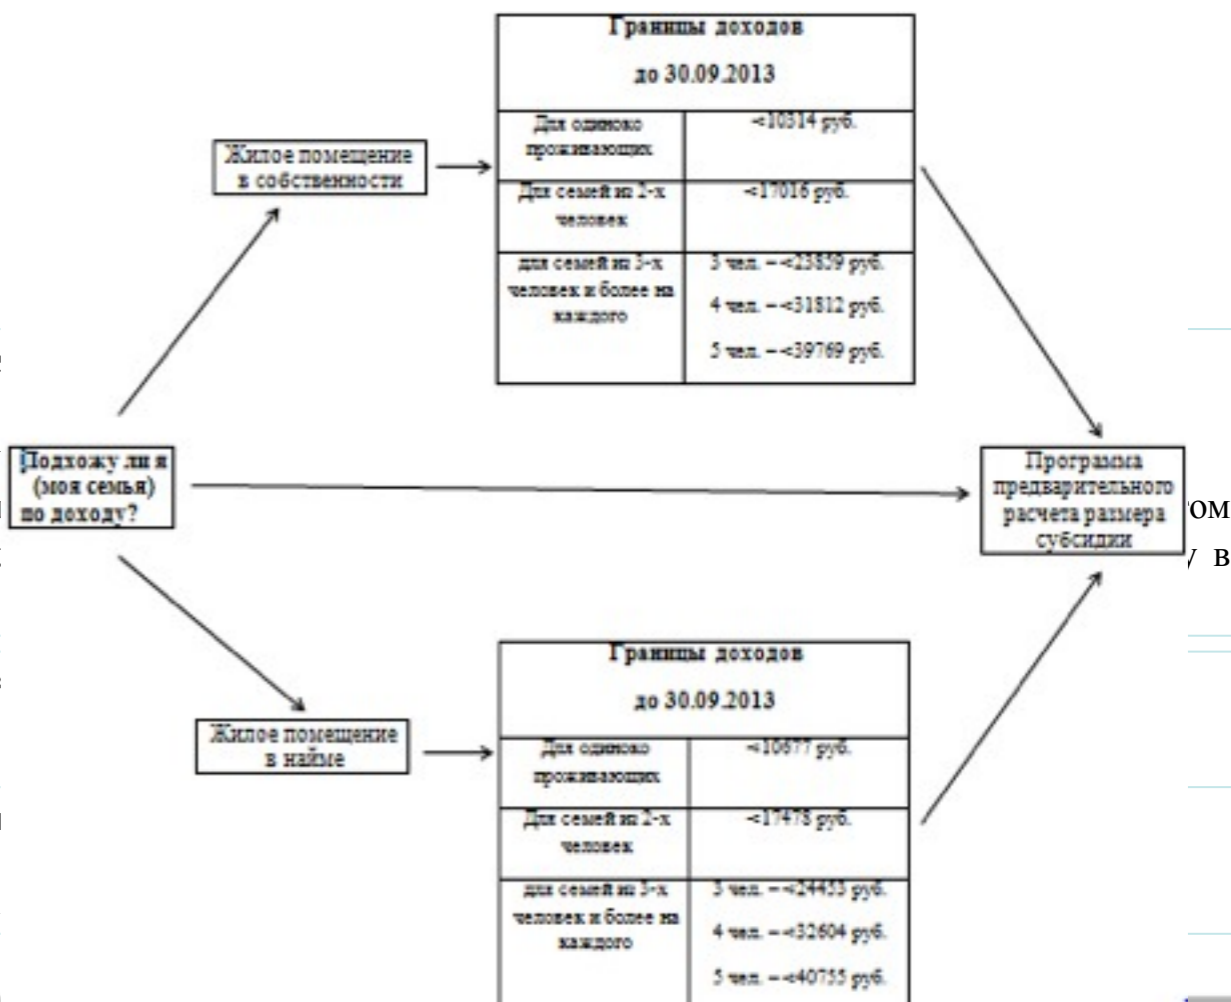 Границы доходов
до 30.09.2013
Для одиноко
проживающих
<10314 руб.
Для семей из 2-х
человек
<17016 руб.
для семей из 3-х
человек и более на
каждого
3 чел. – <23859 руб.
4 чел. – <31812 руб.
5 чел. – <39769 руб.
Жилое помещение
в собственности
Подхожу ли я
(моя семья)
по доходу?
Программа
предварительного
расчета размера
субсидии
ом
у в
Жилое помещение
в найме
Границы доходов
до 30.09.2013
Для одиноко
проживающих
<10677 руб.
Для семей из 2-х
человек
<17478 руб.
для семей из 3-х
человек и более на
каждого
3 чел. – <24453 руб.
4 чел. – <32604 руб.
5 чел. – <40755 руб.